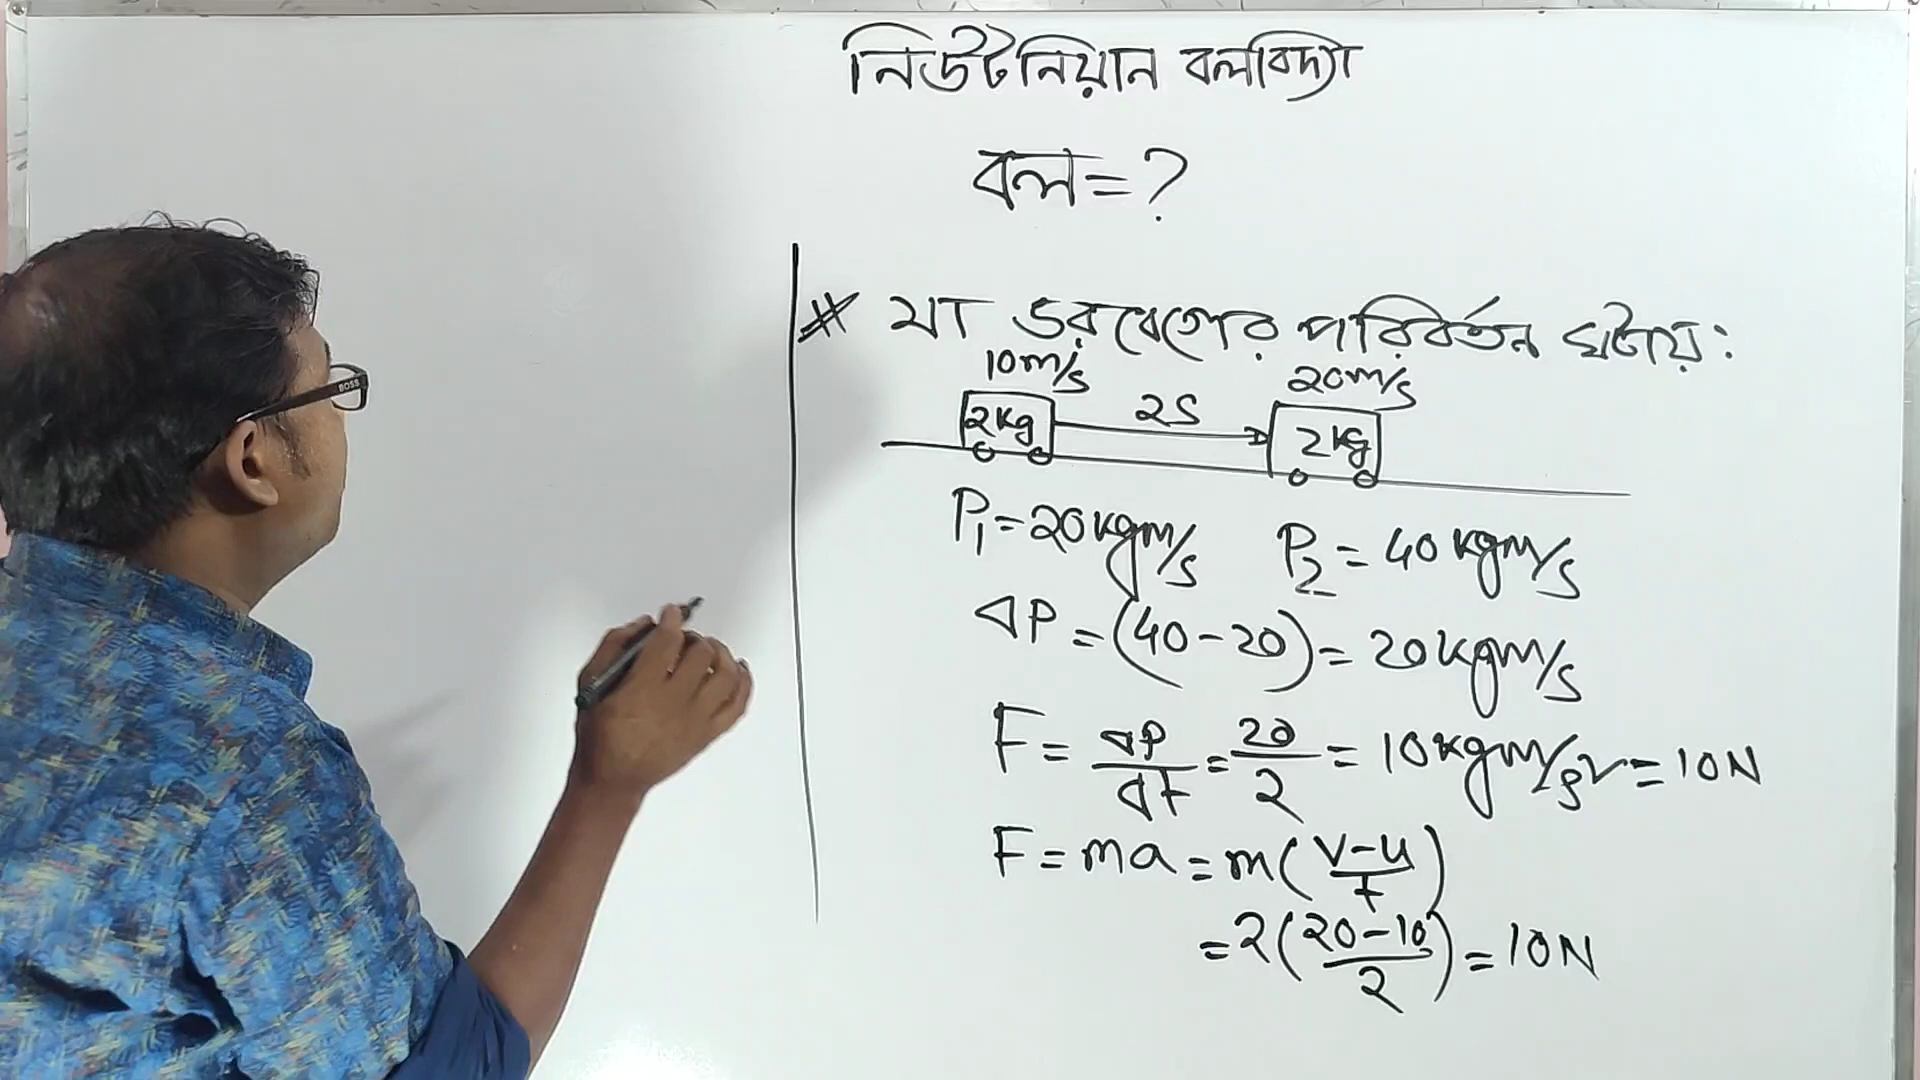 নিউটনিয়ান বলবিদ্যা
বল=?
# যা ভরবেগের পরিবর্তন ঘটায়:
10m/s 20m/s
2kg 2S 2kg
P₁=20kgm/s P₂=40kgm/s
ΔP=(40-20)=20kgm/s
F=ΔP/Δt=20/2=10kgm/s²=10N
F=ma=m(v-u/t)
=2(20-10/2)=10N
BOSS